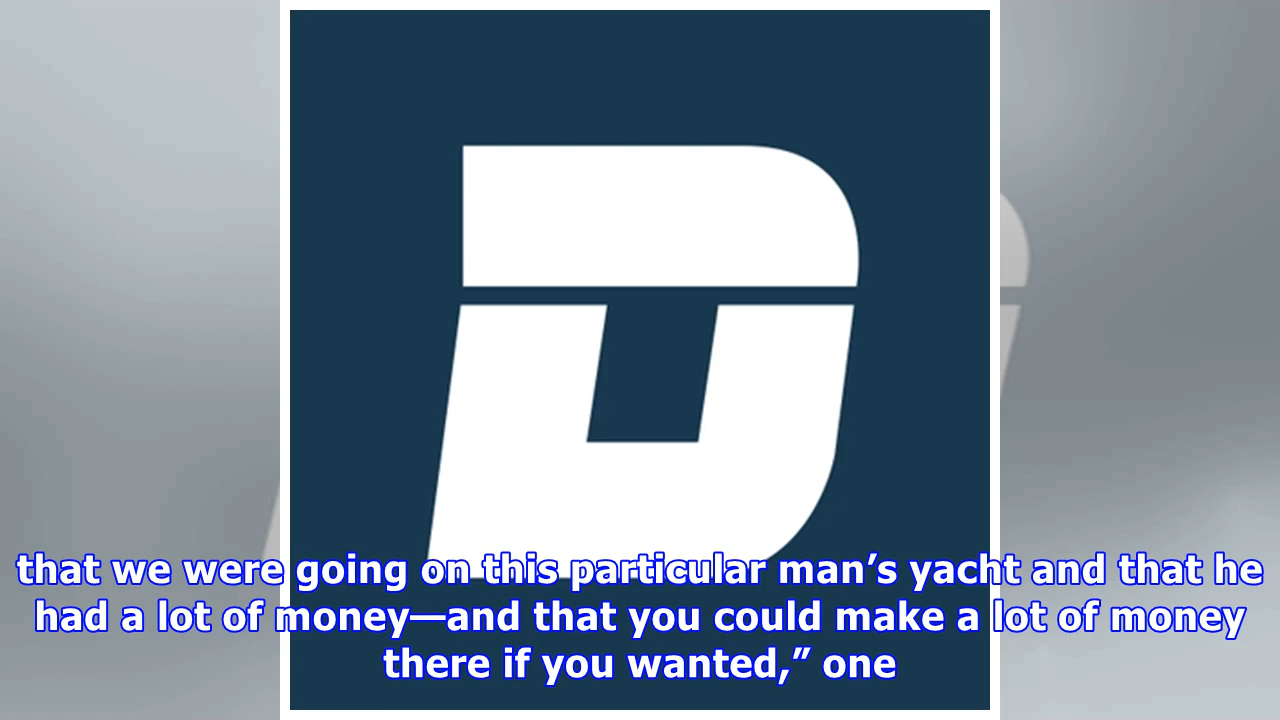 that we were going on this particular man’s yacht and that he
had a lot of money—and that you could make a lot of money
there if you wanted,” one